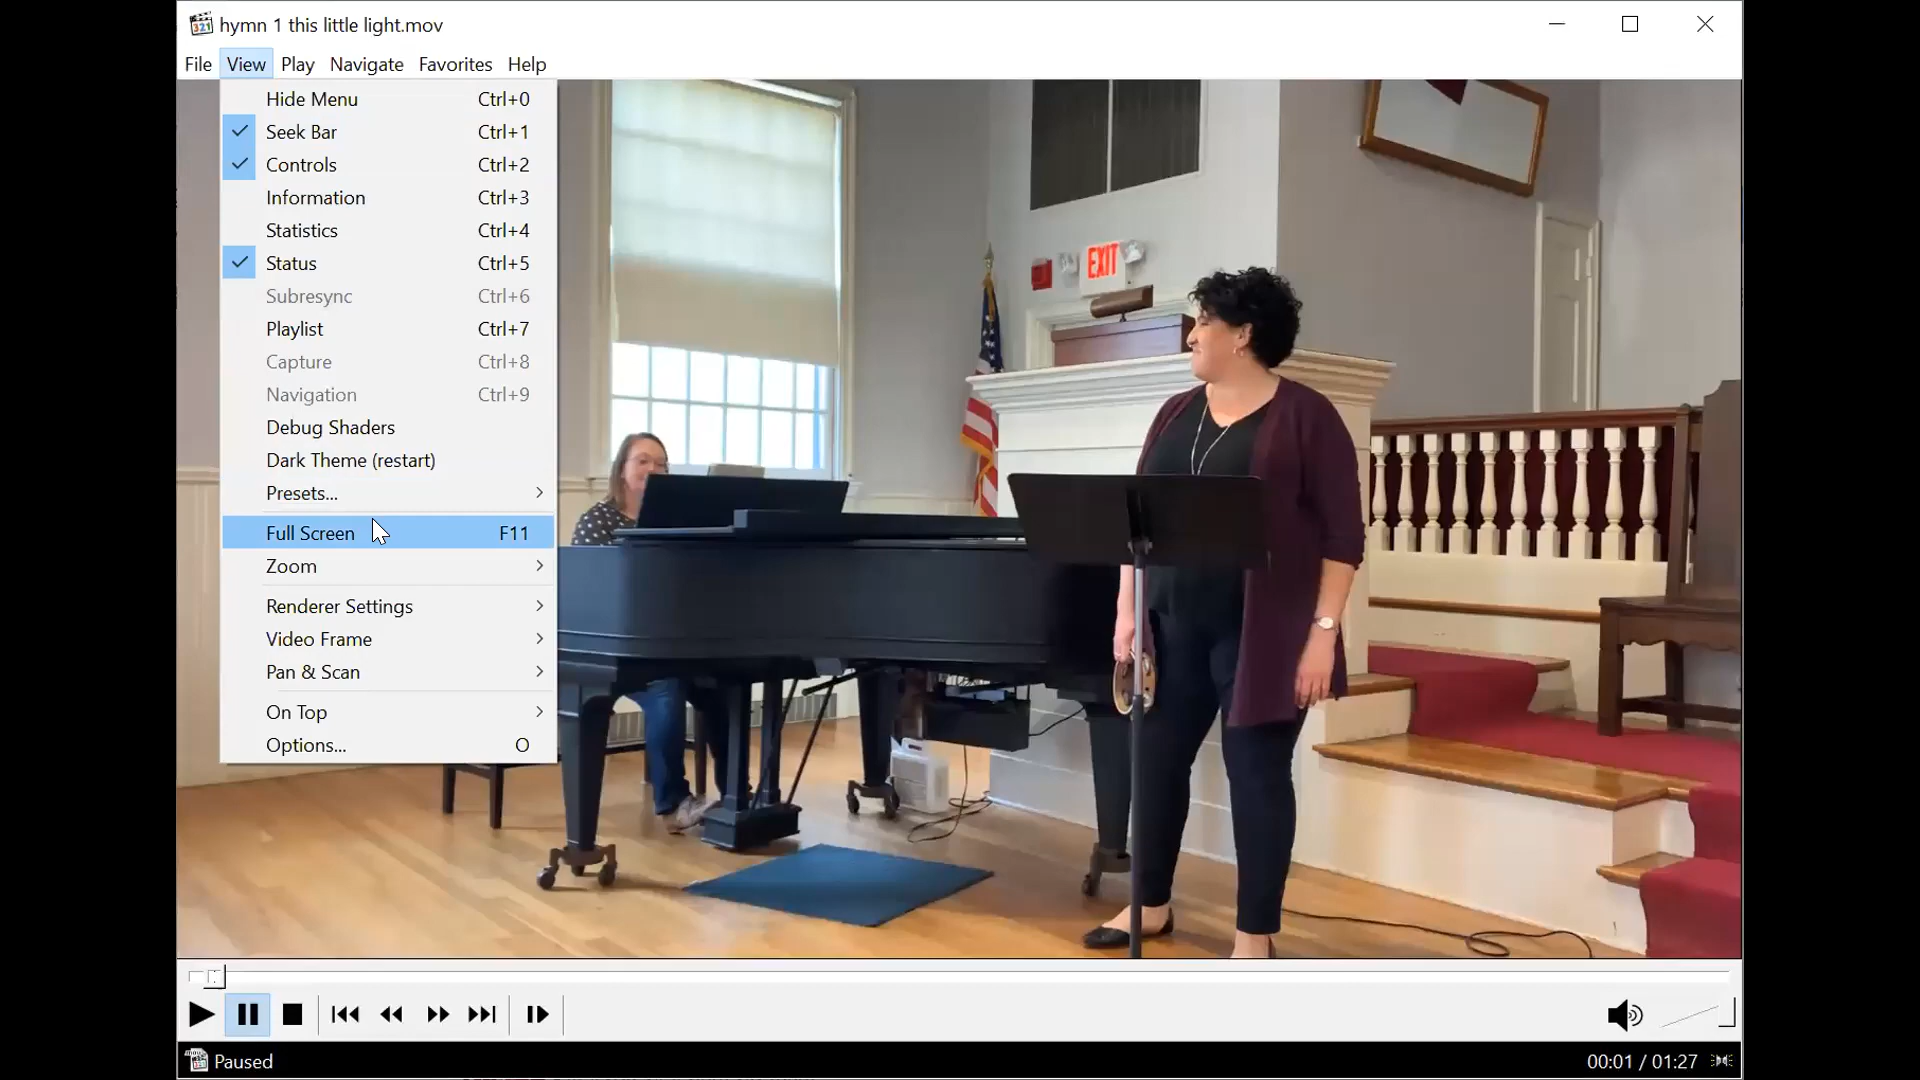 hymn 1 this little light.mov
File View Play Navigate Favorites Help
Hide Menu Ctrl+0
Seek Bar Ctrl+1
Controls Ctrl+2
Information Ctrl+3
Statistics Ctrl+4
Status Ctrl+5
Subresync Ctrl+6
Playlist Ctrl+7
Capture Ctrl+8
Navigation Ctrl+9
Debug Shaders
Dark Theme (restart)
Presets...
Full Screen F11
Zoom
Renderer Settings
Video Frame
Pan & Scan
On Top
Options... O
EXIT
Paused 00:01 / 01:27